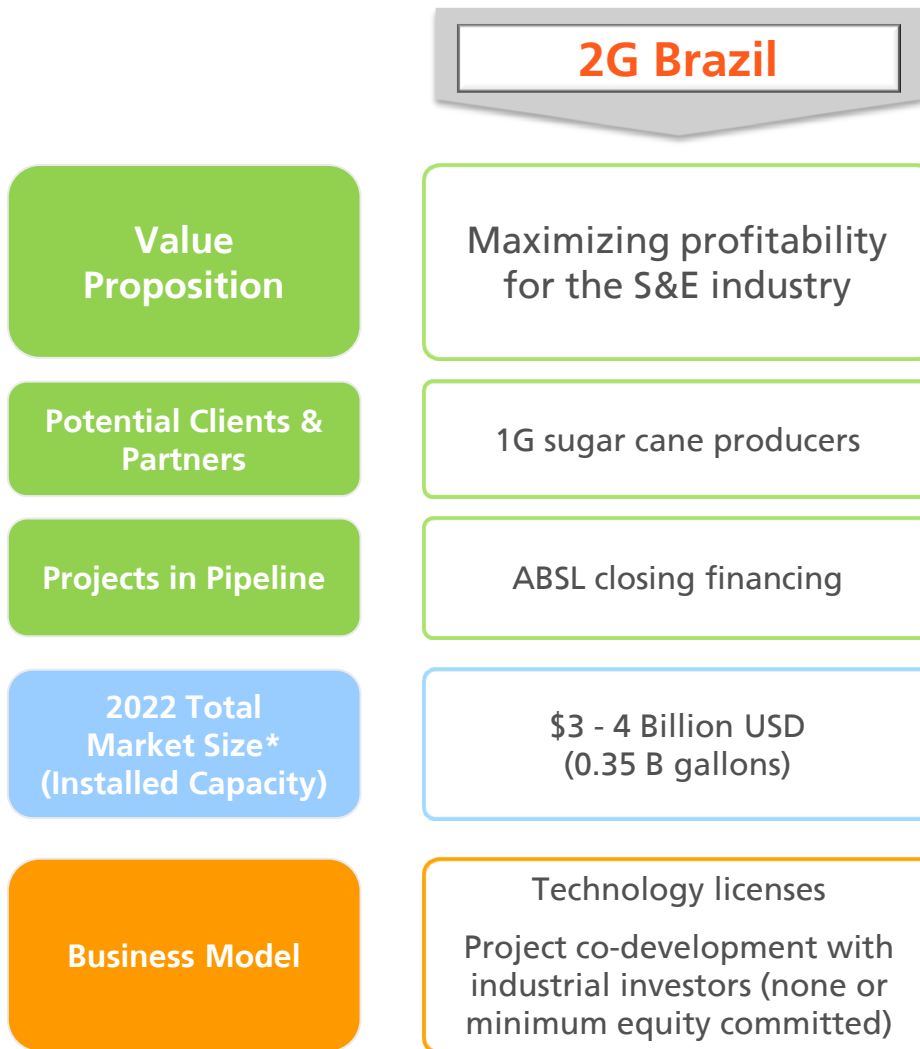 2G Brazil
Value
Proposition
Maximizing profitability
for the S&E industry
Potential Clients &
Partners
1G sugar cane producers
Projects in Pipeline
ABSL closing financing
2022 Total
Market Size*
(Installed Capacity)
$3 - 4 Billion USD
(0.35 B gallons)
Business Model
Technology licenses
Project co-development with
industrial investors (none or
minimum equity committed)